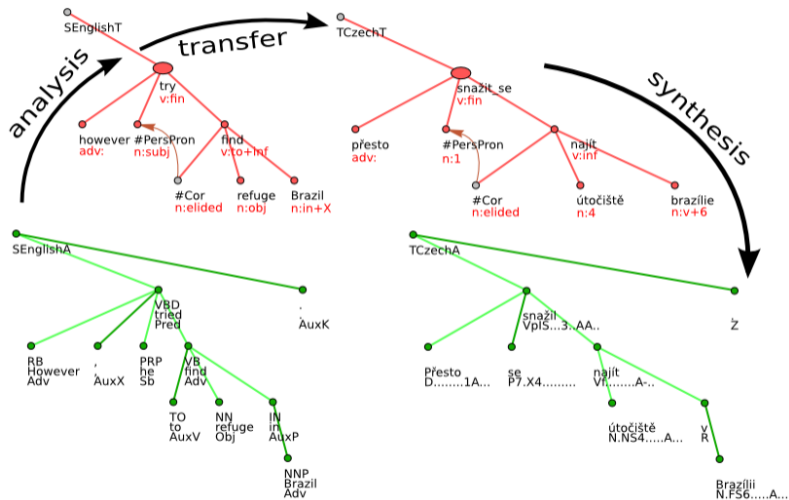 analysis
transfer
synthesis
SEnglishT
try
v:fin
however
adv:
#PersPron
n:subj
find
v:to+inf
#Cor
n:elided
refuge
n:obj
Brazil
n:in+X
TCzechT
snažit_se
v:fin
přesto
adv:
#PersPron
n:1
najít
v:inf
#Cor
n:elided
útočiště
n:4
brazílie
n:v+6
SEnglishA
VBD
tried
Pred
.
.
AuxK
RB
However
Adv
,
,
AuxX
PRP
he
Sb
VB
find
Adv
TO
to
AuxV
NN
refuge
Obj
IN
in
AuxP
NNP
Brazil
Adv
TCzechA
snažil
VpIS...3..AA..
.
Z
Přesto
D........1A...
se
P7.X4.........
najít
Vf........A-..
útočiště
N.NS4.....A...
v
R
Brazílii
N.FS6.....A...